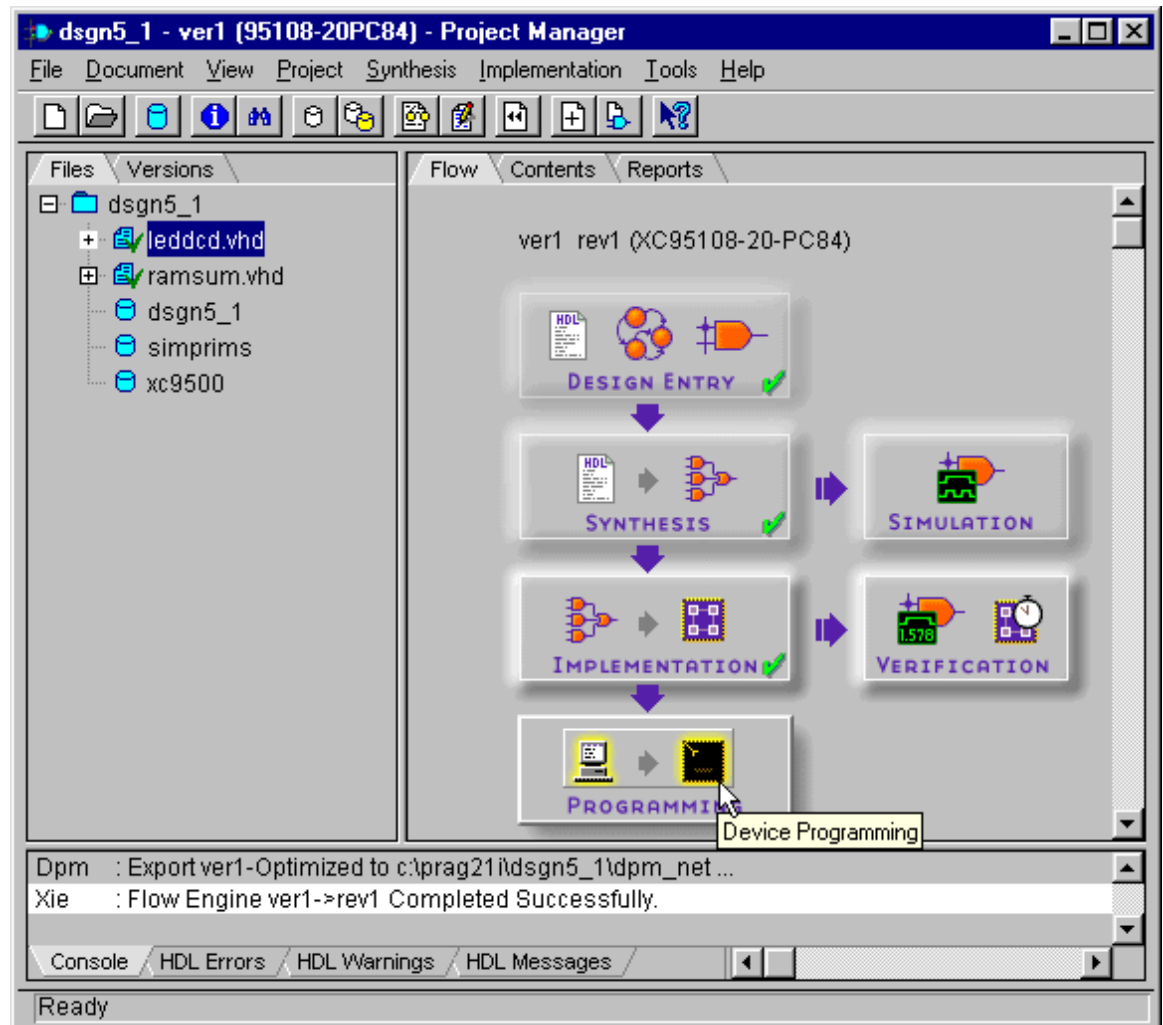 dsgn5_1 - ver1 (95108-20PC84) - Project Manager
File Document View Project Synthesis Implementation Tools Help
Files Versions
dsgn5_1
leddcd.vhd
ramsum.vhd
dsgn5_1
simprims
xc9500
Flow Contents Reports
ver1 rev1 (XC95108-20-PC84)
HDL
DESIGN ENTRY
HDL
SYNTHESIS
SIMULATION
IMPLEMENTATION
1.578
VERIFICATION
PROGRAMMING
Device Programming
Dpm : Export ver1-Optimized to c:\prag21i\dsgn5_1\dpm_net ...
Xie : Flow Engine ver1->rev1 Completed Successfully.
Console HDL Errors HDL Warnings HDL Messages
Ready